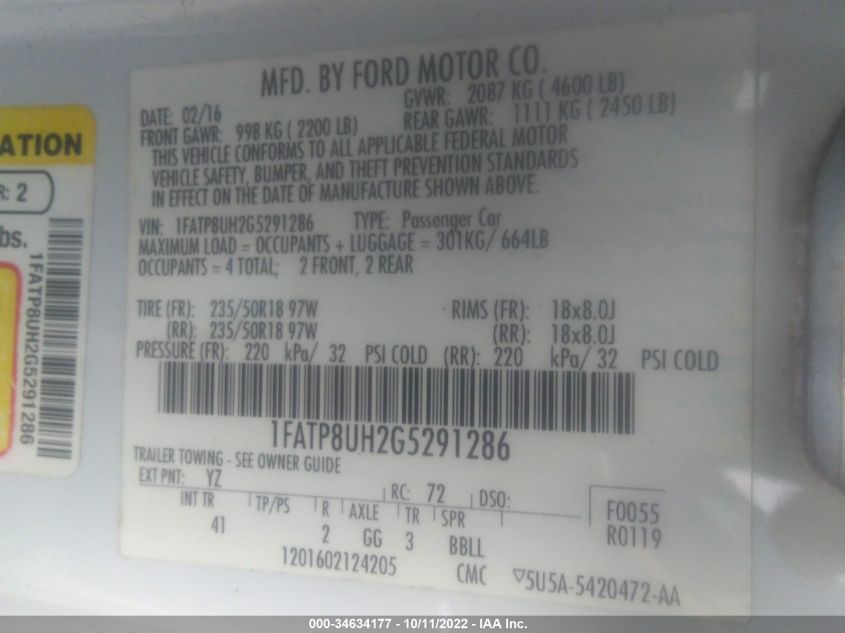 MFD. BY FORD MOTOR CO.
DATE: 02/16 GVWR: 2087 KG ( 4600 LB)
FRONT GAWR: 998 KG ( 2200 LB) REAR GAWR: 1111 KG ( 2450 LB)
THIS VEHICLE CONFORMS TO ALL APPLICABLE FEDERAL MOTOR
VEHICLE SAFETY, BUMPER, AND THEFT PREVENTION STANDARDS
IN EFFECT ON THE DATE OF MANUFACTURE SHOWN ABOVE.
VIN: 1FATP8UH2G5291286 TYPE: Passenger Car
MAXIMUM LOAD = OCCUPANTS + LUGGAGE = 301KG/ 664LB
OCCUPANTS = 4 TOTAL; 2 FRONT, 2 REAR
TIRE (FR): 235/50R18 97W RIMS (FR): 18x8.0J
(RR): 235/50R18 97W (RR): 18x8.0J
PRESSURE (FR): 220 kPa/ 32 PSI COLD (RR): 220 kPa/ 32 PSI COLD
1FATP8UH2G5291286
TRAILER TOWING - SEE OWNER GUIDE
EXT PNT: YZ RC: 72 DSO:
INT TR TP/PS R AXLE TR SPR
41 2 GG 3 BBLL
F0055
R0119
1201602124205 CMC ▽5U5A-5420472-AA
ATION
R: 2
bs.
1FATP8UH2G5291286
000-34634177 - 10/11/2022 - IAA Inc.